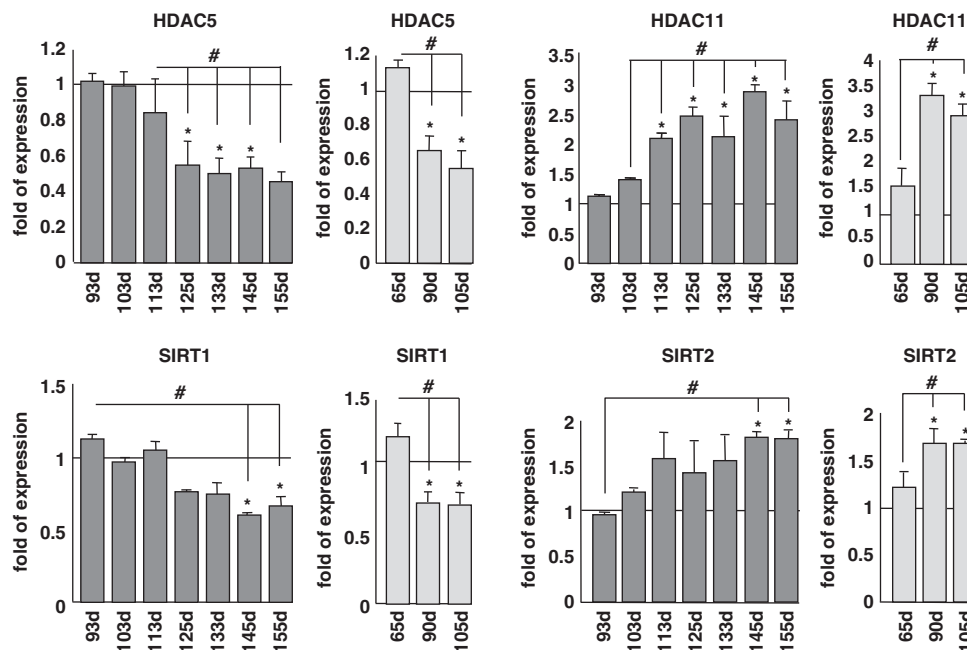 HDAC5
HDAC5
HDAC11
HDAC11
fold of expression
1.2
1
0.8
0.6
0.4
0.2
0
#
* * *
93d 103d 113d 125d 133d 145d 155d
fold of expression
1.2
1
0.8
0.6
0.4
0.2
0
#
* *
65d 90d 105d
fold of expression
3.5
3
2.5
2
1.5
1
0.5
0
#
* * * * *
93d 103d 113d 125d 133d 145d 155d
fold of expression
4
3.5
3
2.5
2
1.5
1
0.5
0
#
* *
65d 90d 105d
SIRT1
SIRT1
SIRT2
SIRT2
fold of expression
1.5
1
0.5
0
#
* *
93d 103d 113d 125d 133d 145d 155d
fold of expression
1.5
1
0.5
0
#
* *
65d 90d 105d
fold of expression
2
1.5
1
0.5
0
#
* *
93d 103d 113d 125d 133d 145d 155d
fold of expression
2
1.5
1
0.5
0
#
* *
65d 90d 105d